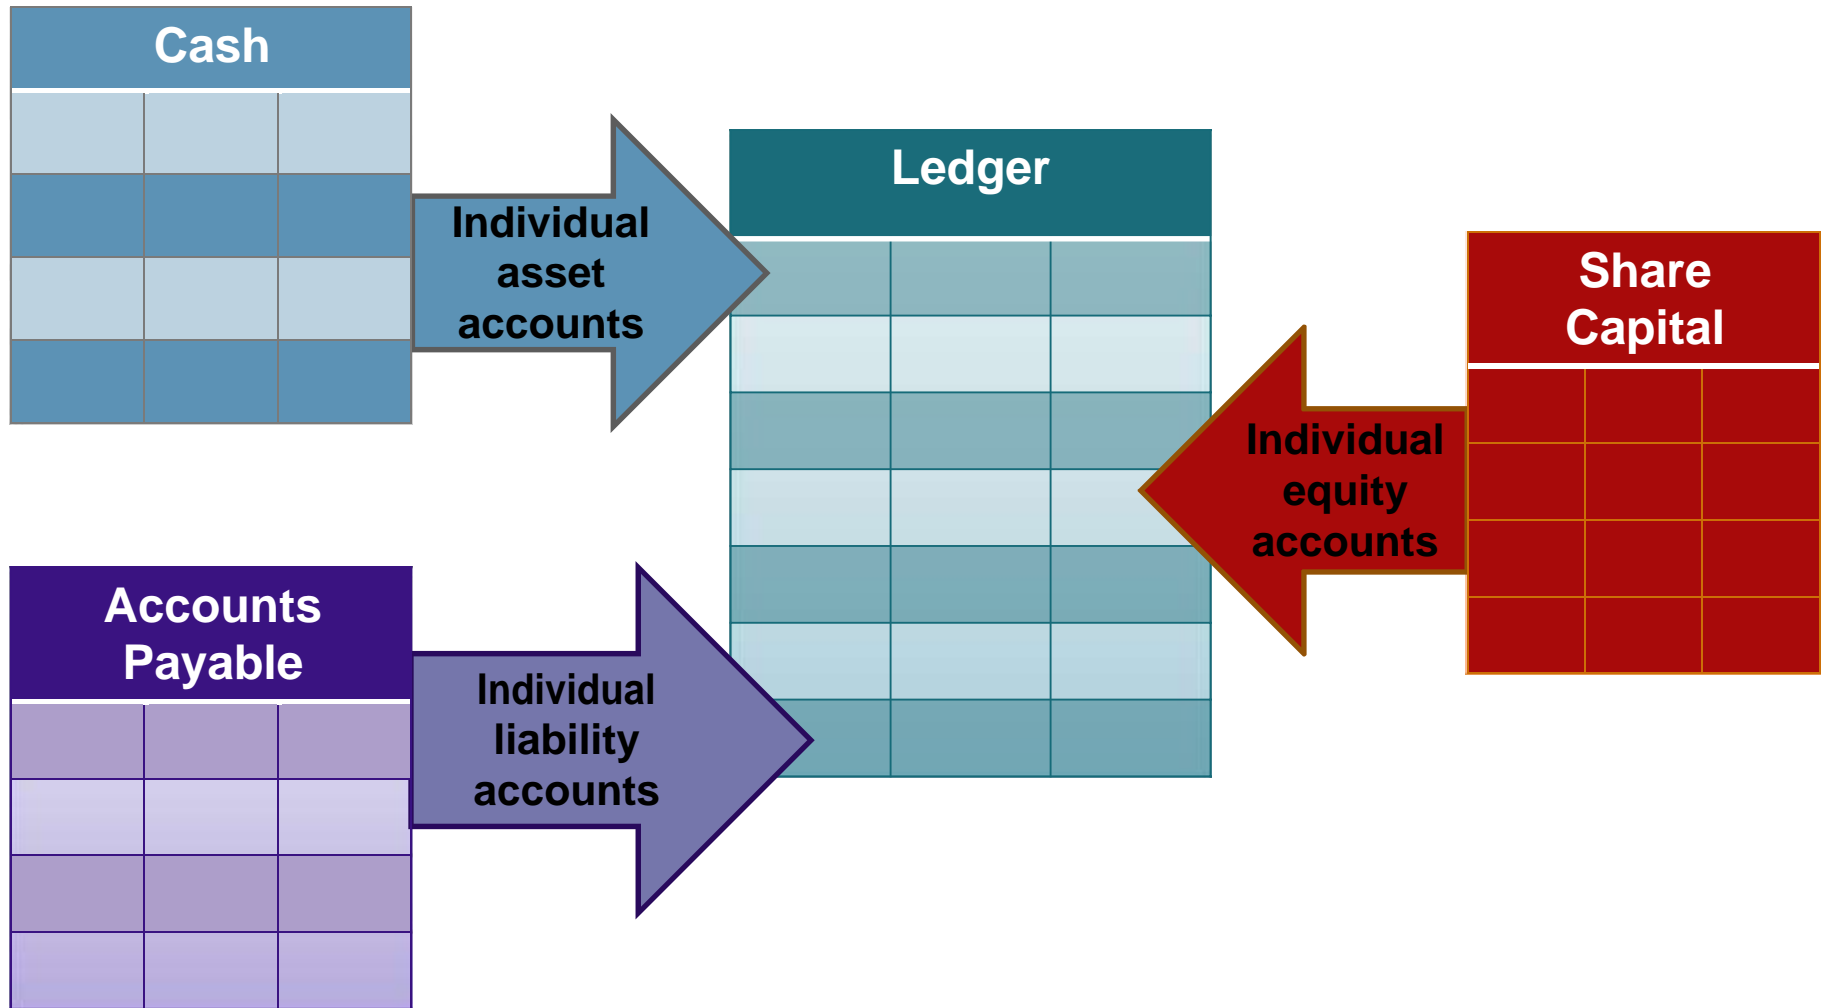 Cash
Individual
asset
accounts
Ledger
Share
Capital
Individual
equity
accounts
Accounts
Payable
Individual
liability
accounts